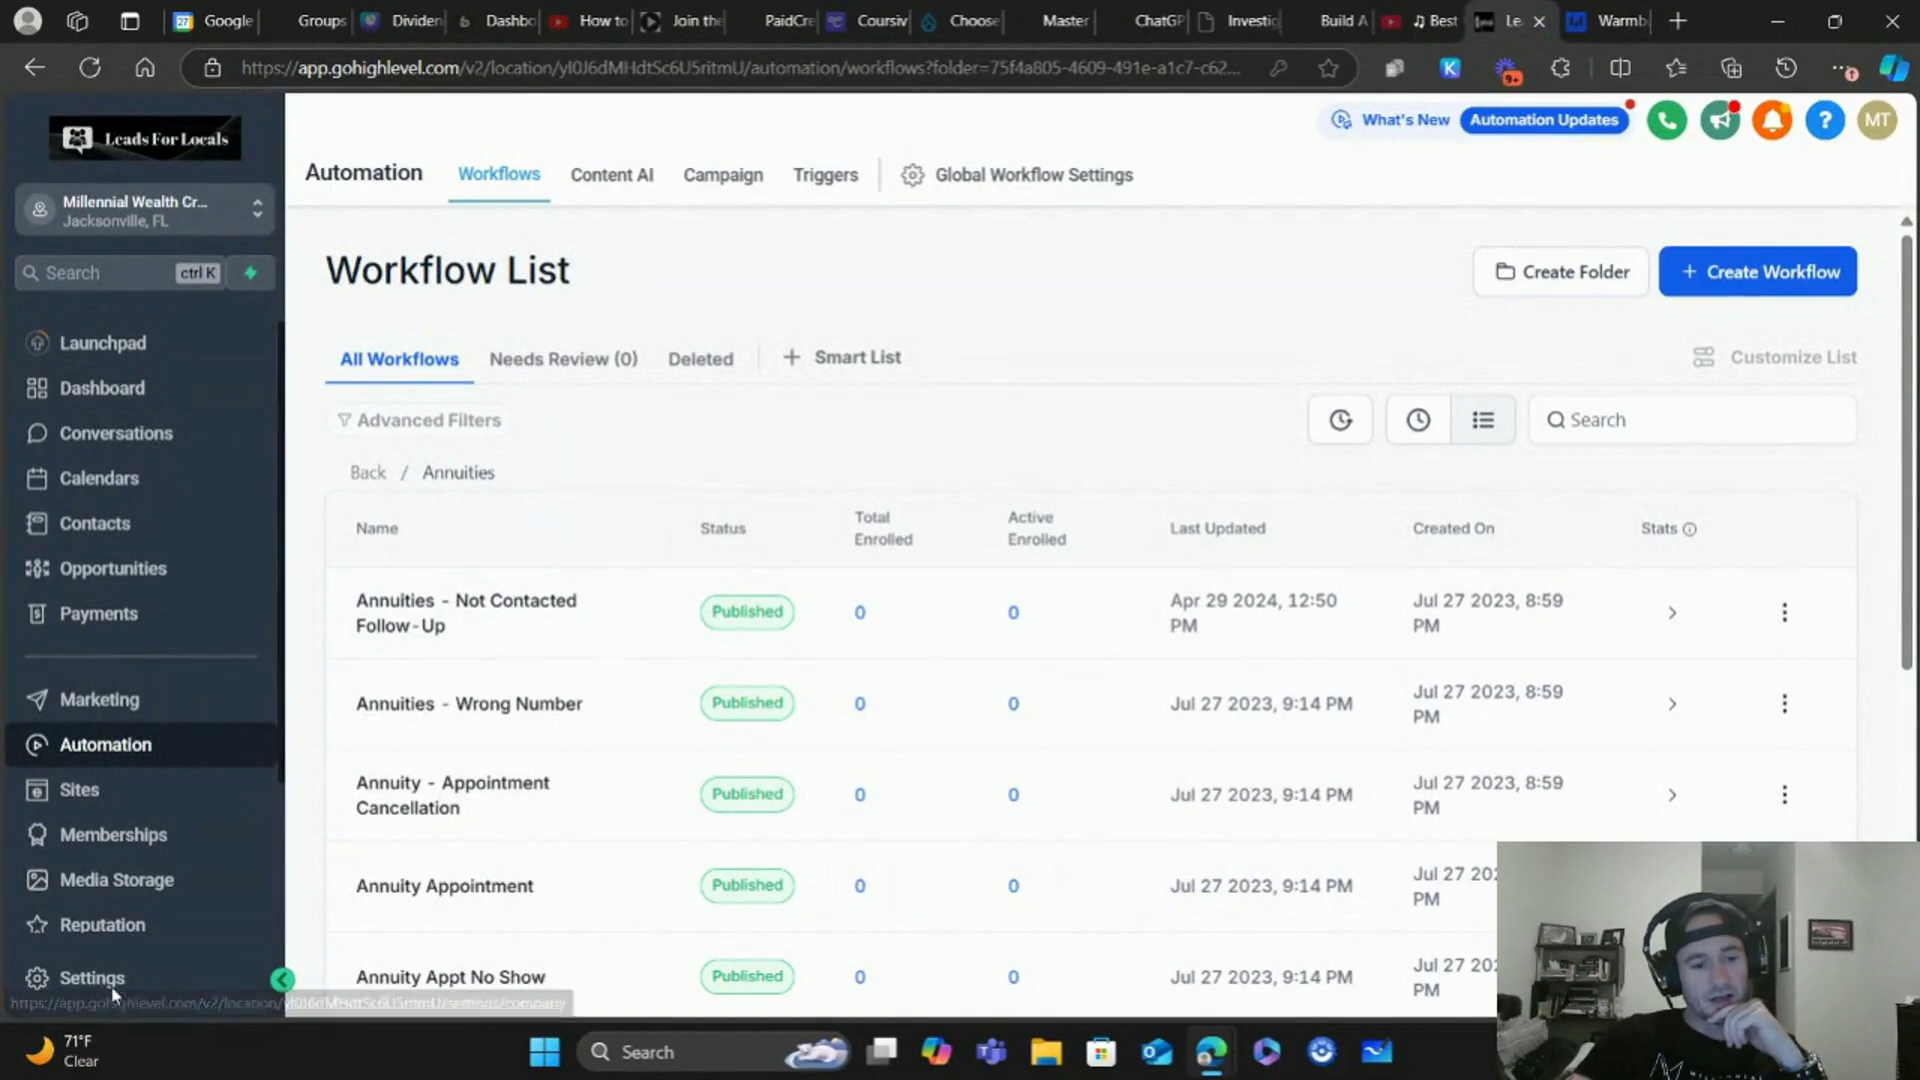 Google
Groups
Dividen
Dashbo
How to
Join the
PaidCre
Coursiv
Choose
Master
ChatGP
Investig
Build A
♫ Best
Le
Warmb
https://app.gohighlevel.com/v2/location/yI0J6dMHdtSc6U5ritmU/automation/workflows?folder=75f4a805-4609-491e-a1c7-c62...
9+
Leads For Locals
Millennial Wealth Cr...
Jacksonville, FL
Search
ctrl K
Launchpad
Dashboard
Conversations
Calendars
Contacts
Opportunities
Payments
Marketing
Automation
Sites
Memberships
Media Storage
Reputation
Settings
What's New
Automation Updates
MT
Automation
Workflows
Content AI
Campaign
Triggers
Global Workflow Settings
Workflow List
Create Folder
+ Create Workflow
All Workflows
Needs Review (0)
Deleted
+ Smart List
Customize List
Advanced Filters
Search
Back / Annuities
Name
Status
Total
Enrolled
Active
Enrolled
Last Updated
Created On
Stats
Annuities - Not Contacted
Follow-Up
Published
0
0
Apr 29 2024, 12:50
PM
Jul 27 2023, 8:59
PM
Annuities - Wrong Number
Published
0
0
Jul 27 2023, 9:14 PM
Jul 27 2023, 8:59
PM
Annuity - Appointment
Cancellation
Published
0
0
Jul 27 2023, 9:14 PM
Jul 27 2023, 8:59
PM
Annuity Appointment
Published
0
0
Jul 27 2023, 9:14 PM
Jul 27 202
PM
Annuity Appt No Show
Published
0
0
Jul 27 2023, 9:14 PM
Jul 27 202
PM
71°F
Clear
Search